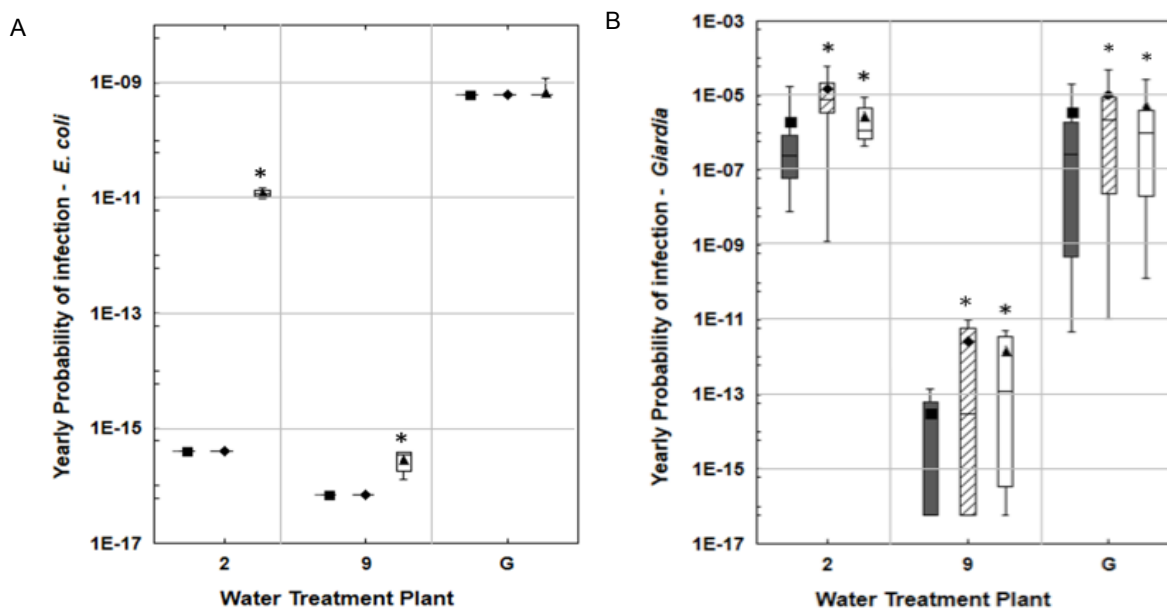 A
Yearly Probability of infection - E. coli
1E-09
1E-11
1E-13
1E-15
1E-17
*
*
2 9 G
Water Treatment Plant
B
Yearly Probability of infection - Giardia
1E-03
1E-05
1E-07
1E-09
1E-11
1E-13
1E-15
1E-17
* * * *
* *
2 9 G
Water Treatment Plant